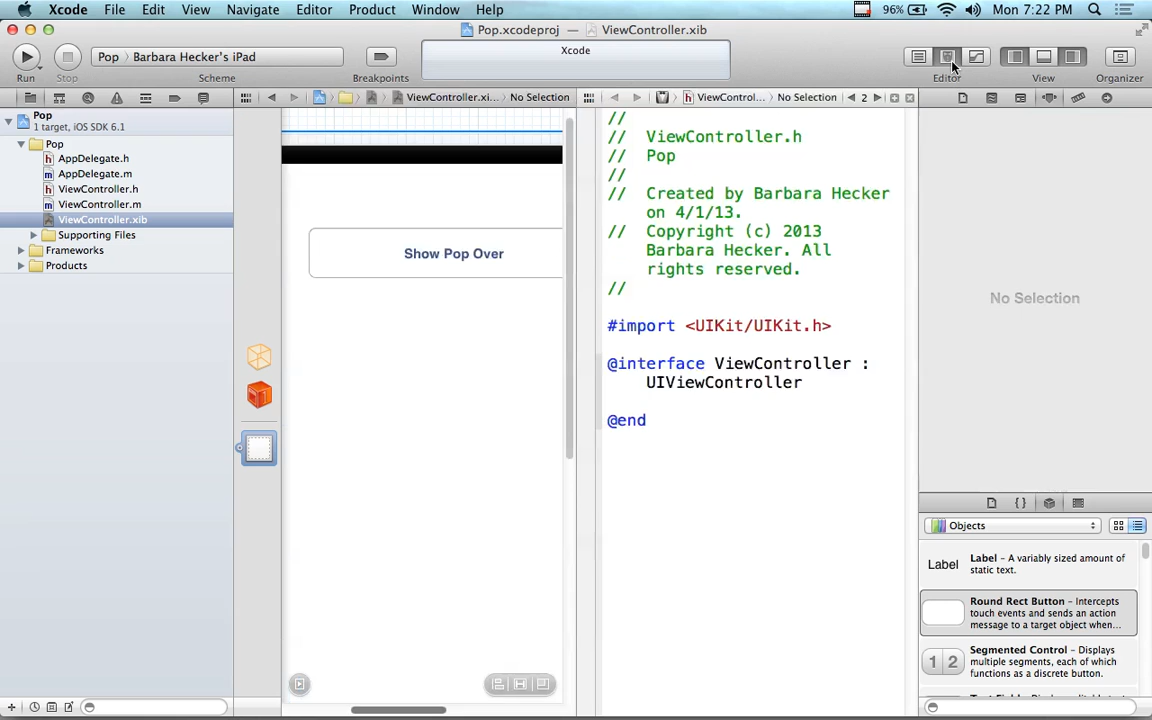 Xcode File Edit View Navigate Editor Product Window Help 96% Mon 7:22 PM
Pop.xcodeproj — ViewController.xib
Pop 〉 Barbara Hecker's iPad
Xcode
Run Stop Scheme Breakpoints Editor View Organizer
ViewController.xi... No Selection
ViewControl... No Selection 2
Pop
1 target, iOS SDK 6.1
Pop
h AppDelegate.h
m AppDelegate.m
h ViewController.h
m ViewController.m
ViewController.xib
Supporting Files
Frameworks
Products
Show Pop Over
//
// ViewController.h
// Pop
//
// Created by Barbara Hecker
on 4/1/13.
// Copyright (c) 2013
Barbara Hecker. All
rights reserved.
//
#import <UIKit/UIKit.h>
@interface ViewController :
UIViewController
@end
No Selection
Objects
Label Label – A variably sized amount of
static text.
Round Rect Button – Intercepts
touch events and sends an action
message to a target object when...
1 2 Segmented Control – Displays
multiple segments, each of which
functions as a discrete button.